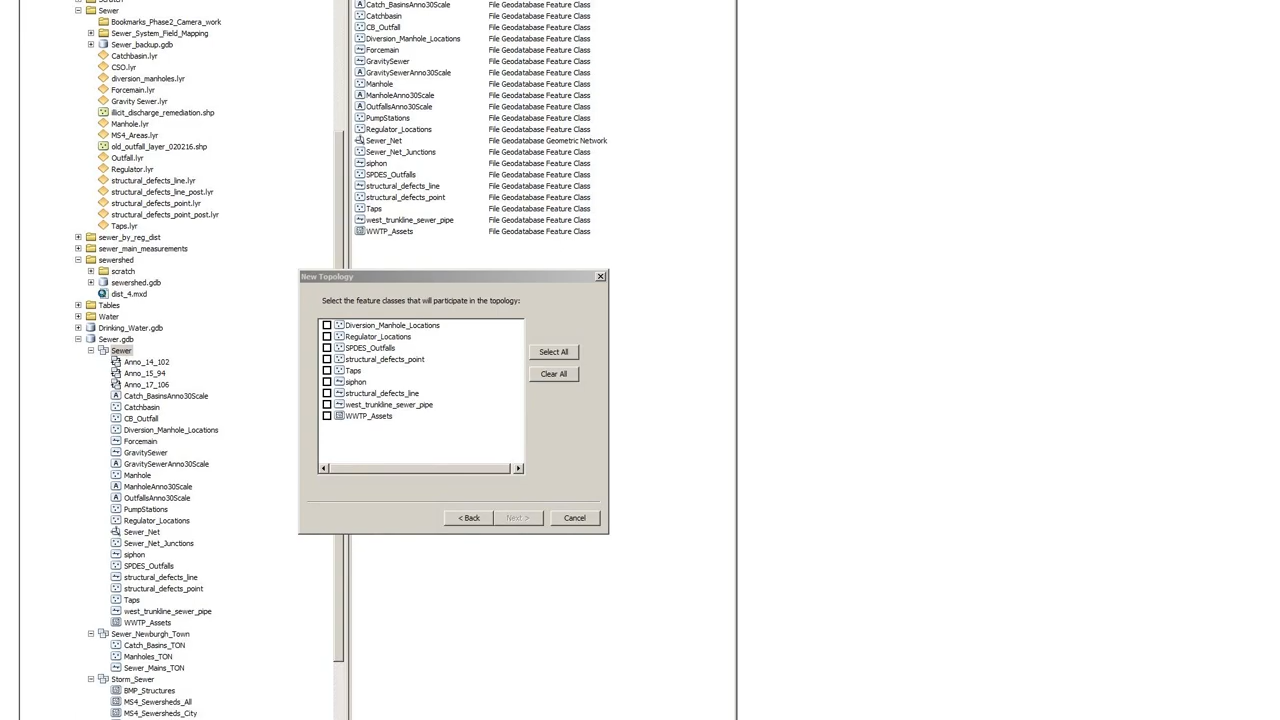 Sewer
Bookmarks_Phase2_Camera_work
Sewer_System_Field_Mapping
Sewer_backup.gdb
Catchbasin.lyr
CSO.lyr
diversion_manholes.lyr
Forcemain.lyr
Gravity Sewer.lyr
illicit_discharge_remediation.shp
Manhole.lyr
MS4_Areas.lyr
old_outfall_layer_020216.shp
Outfall.lyr
Regulator.lyr
structural_defects_line.lyr
structural_defects_line_post.lyr
structural_defects_point.lyr
structural_defects_point_post.lyr
Taps.lyr
sewer_by_reg_dist
sewer_main_measurements
sewershed
scratch
sewershed.gdb
dist_4.mxd
Tables
Water
Drinking_Water.gdb
Sewer.gdb
Sewer
Anno_14_102
Anno_15_94
Anno_17_106
Catch_BasinsAnno30Scale
Catchbasin
CB_Outfall
Diversion_Manhole_Locations
Forcemain
GravitySewer
GravitySewerAnno30Scale
Manhole
ManholeAnno30Scale
OutfallsAnno30Scale
PumpStations
Regulator_Locations
Sewer_Net
Sewer_Net_Junctions
siphon
SPDES_Outfalls
structural_defects_line
structural_defects_point
Taps
west_trunkline_sewer_pipe
WWTP_Assets
Sewer_Newburgh_Town
Catch_Basins_TON
Manholes_TON
Sewer_Mains_TON
Storm_Sewer
BMP_Structures
MS4_Sewersheds_All
MS4_Sewersheds_City
Catch_BasinsAnno30Scale File Geodatabase Feature Class
Catchbasin File Geodatabase Feature Class
CB_Outfall File Geodatabase Feature Class
Diversion_Manhole_Locations File Geodatabase Feature Class
Forcemain File Geodatabase Feature Class
GravitySewer File Geodatabase Feature Class
GravitySewerAnno30Scale File Geodatabase Feature Class
Manhole File Geodatabase Feature Class
ManholeAnno30Scale File Geodatabase Feature Class
OutfallsAnno30Scale File Geodatabase Feature Class
PumpStations File Geodatabase Feature Class
Regulator_Locations File Geodatabase Feature Class
Sewer_Net File Geodatabase Geometric Network
Sewer_Net_Junctions File Geodatabase Feature Class
siphon File Geodatabase Feature Class
SPDES_Outfalls File Geodatabase Feature Class
structural_defects_line File Geodatabase Feature Class
structural_defects_point File Geodatabase Feature Class
Taps File Geodatabase Feature Class
west_trunkline_sewer_pipe File Geodatabase Feature Class
WWTP_Assets File Geodatabase Feature Class
New Topology
Select the feature classes that will participate in the topology:
Diversion_Manhole_Locations
Regulator_Locations
SPDES_Outfalls
structural_defects_point
Taps
siphon
structural_defects_line
west_trunkline_sewer_pipe
WWTP_Assets
Select All
Clear All
< Back Next > Cancel